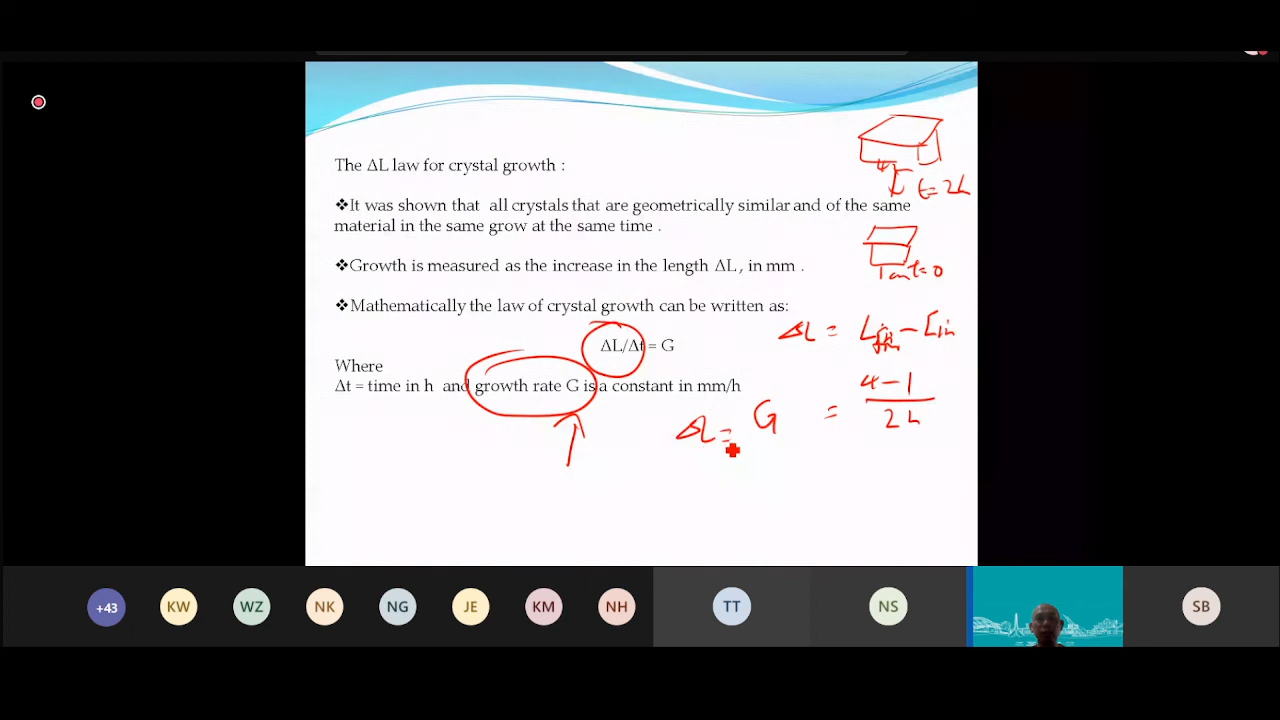 The ΔL law for crystal growth :
❖It was shown that all crystals that are geometrically similar and of the same
material in the same grow at the same time .
❖Growth is measured as the increase in the length ΔL , in mm .
❖Mathematically the law of crystal growth can be written as:
ΔL/Δt = G
Where
Δt = time in h and growth rate G is a constant in mm/h
4
t=2h
t=0
ΔL = L - Lin
= 4-1
2h
ΔL = G
+43
KW
WZ
NK
NG
JE
KM
NH
TT
NS
SB